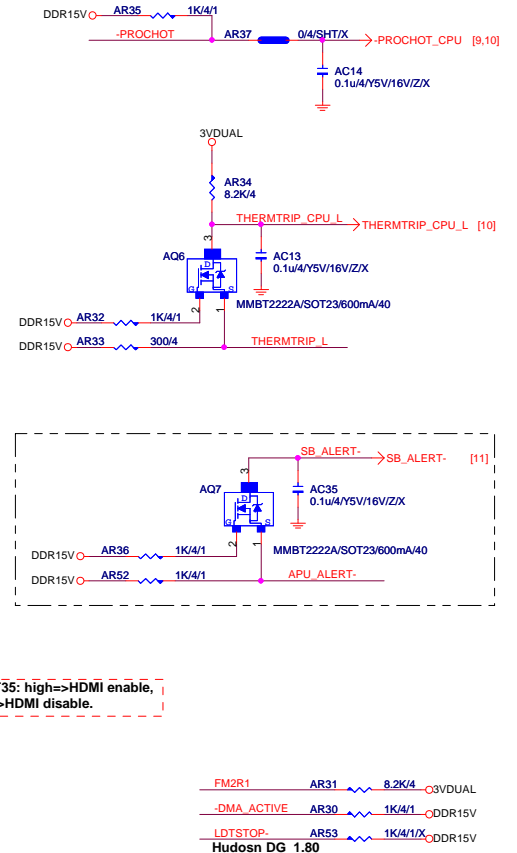 DDR15V AR35 1K/4/1
-PROCHOT AR37 0/4/SHT/X -PROCHOT_CPU [9,10]
AC14
0.1u/4/Y5V/16V/Z/X
3VDUAL
AR34
8.2K/4
THERMTRIP_CPU_L THERMTRIP_CPU_L [10]
3
AQ6 AC13
D 0.1u/4/Y5V/16V/Z/X
G S
MMBT2222A/SOT23/600mA/40
2 1
DDR15V AR32 1K/4/1
DDR15V AR33 300/4 THERMTRIP_L
SB_ALERT- SB_ALERT- [11]
3
AQ7 AC35
D 0.1u/4/Y5V/16V/Z/X
G S
2 1 MMBT2222A/SOT23/600mA/40
DDR15V AR36 1K/4/1
DDR15V AR52 1K/4/1 APU_ALERT-
35: high=>HDMI enable,
>HDMI disable.
FM2R1 AR31 8.2K/4 3VDUAL
-DMA_ACTIVE AR30 1K/4/1 DDR15V
LDTSTOP- AR53 1K/4/1/X DDR15V
Hudosn DG 1.80